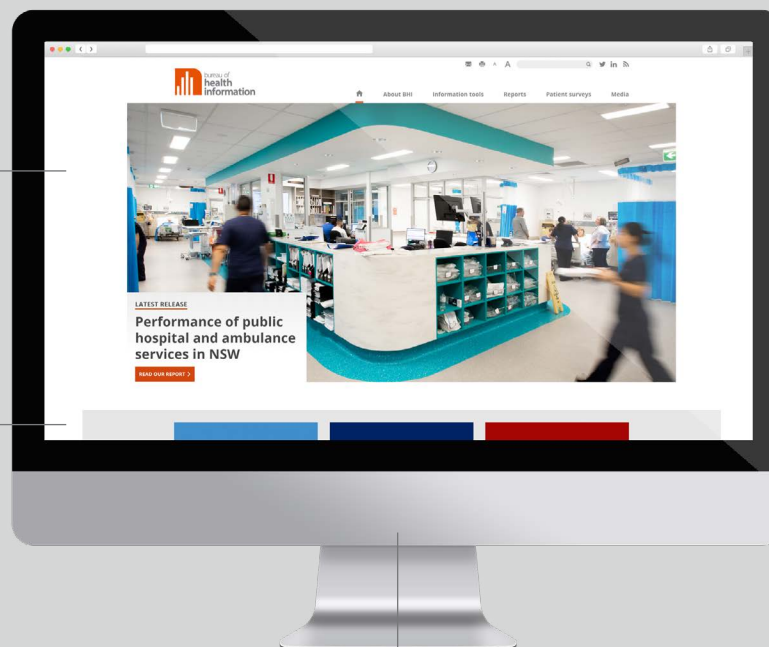 A A
bureau of
health
information
About BHI Information tools Reports Patient surveys Media
LATEST RELEASE
Performance of public
hospital and ambulance
services in NSW
READ OUR REPORT >